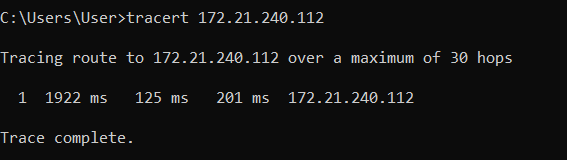 C:\Users\User>tracert 172.21.240.112
Tracing route to 172.21.240.112 over a maximum of 30 hops
1 1922 ms 125 ms 201 ms 172.21.240.112
Trace complete.